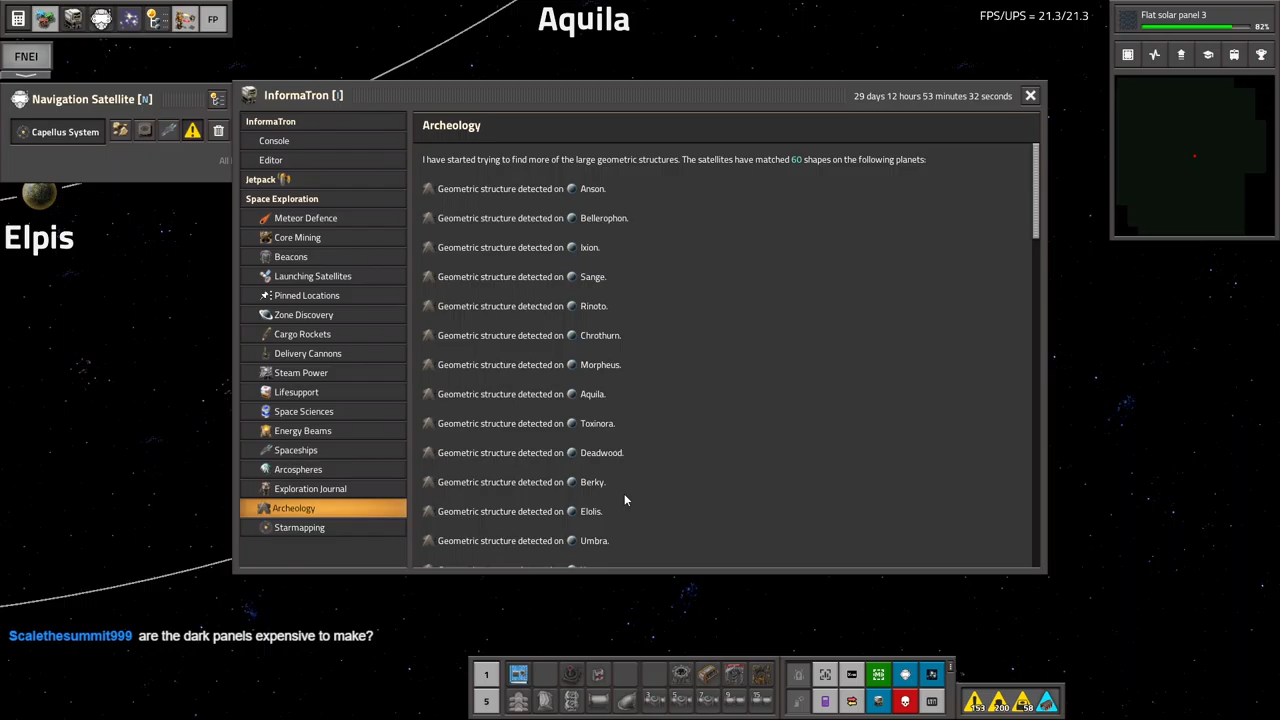 FP
Aquila
FPS/UPS = 21.3/21.3
Flat solar panel 3
82%
FNEI
Navigation Satellite [N]
Capellus System
Elpis
InformaTron [I]
29 days 12 hours 53 minutes 32 seconds
InformaTron
Console
Editor
Jetpack
Space Exploration
Meteor Defence
Core Mining
Beacons
Launching Satellites
Pinned Locations
Zone Discovery
Cargo Rockets
Delivery Cannons
Steam Power
Lifesupport
Space Sciences
Energy Beams
Spaceships
Arcospheres
Exploration Journal
Archeology
Starmapping
Archeology
I have started trying to find more of the large geometric structures. The satellites have matched 60 shapes on the following planets:
Geometric structure detected on Anson.
Geometric structure detected on Bellerophon.
Geometric structure detected on Ixion.
Geometric structure detected on Sange.
Geometric structure detected on Rinoto.
Geometric structure detected on Chrothurn.
Geometric structure detected on Morpheus.
Geometric structure detected on Aquila.
Geometric structure detected on Toxinora.
Geometric structure detected on Deadwood.
Geometric structure detected on Berky.
Geometric structure detected on Elolis.
Geometric structure detected on Umbra.
Scalethesummit999 are the dark panels expensive to make?
1
5
153
200
58